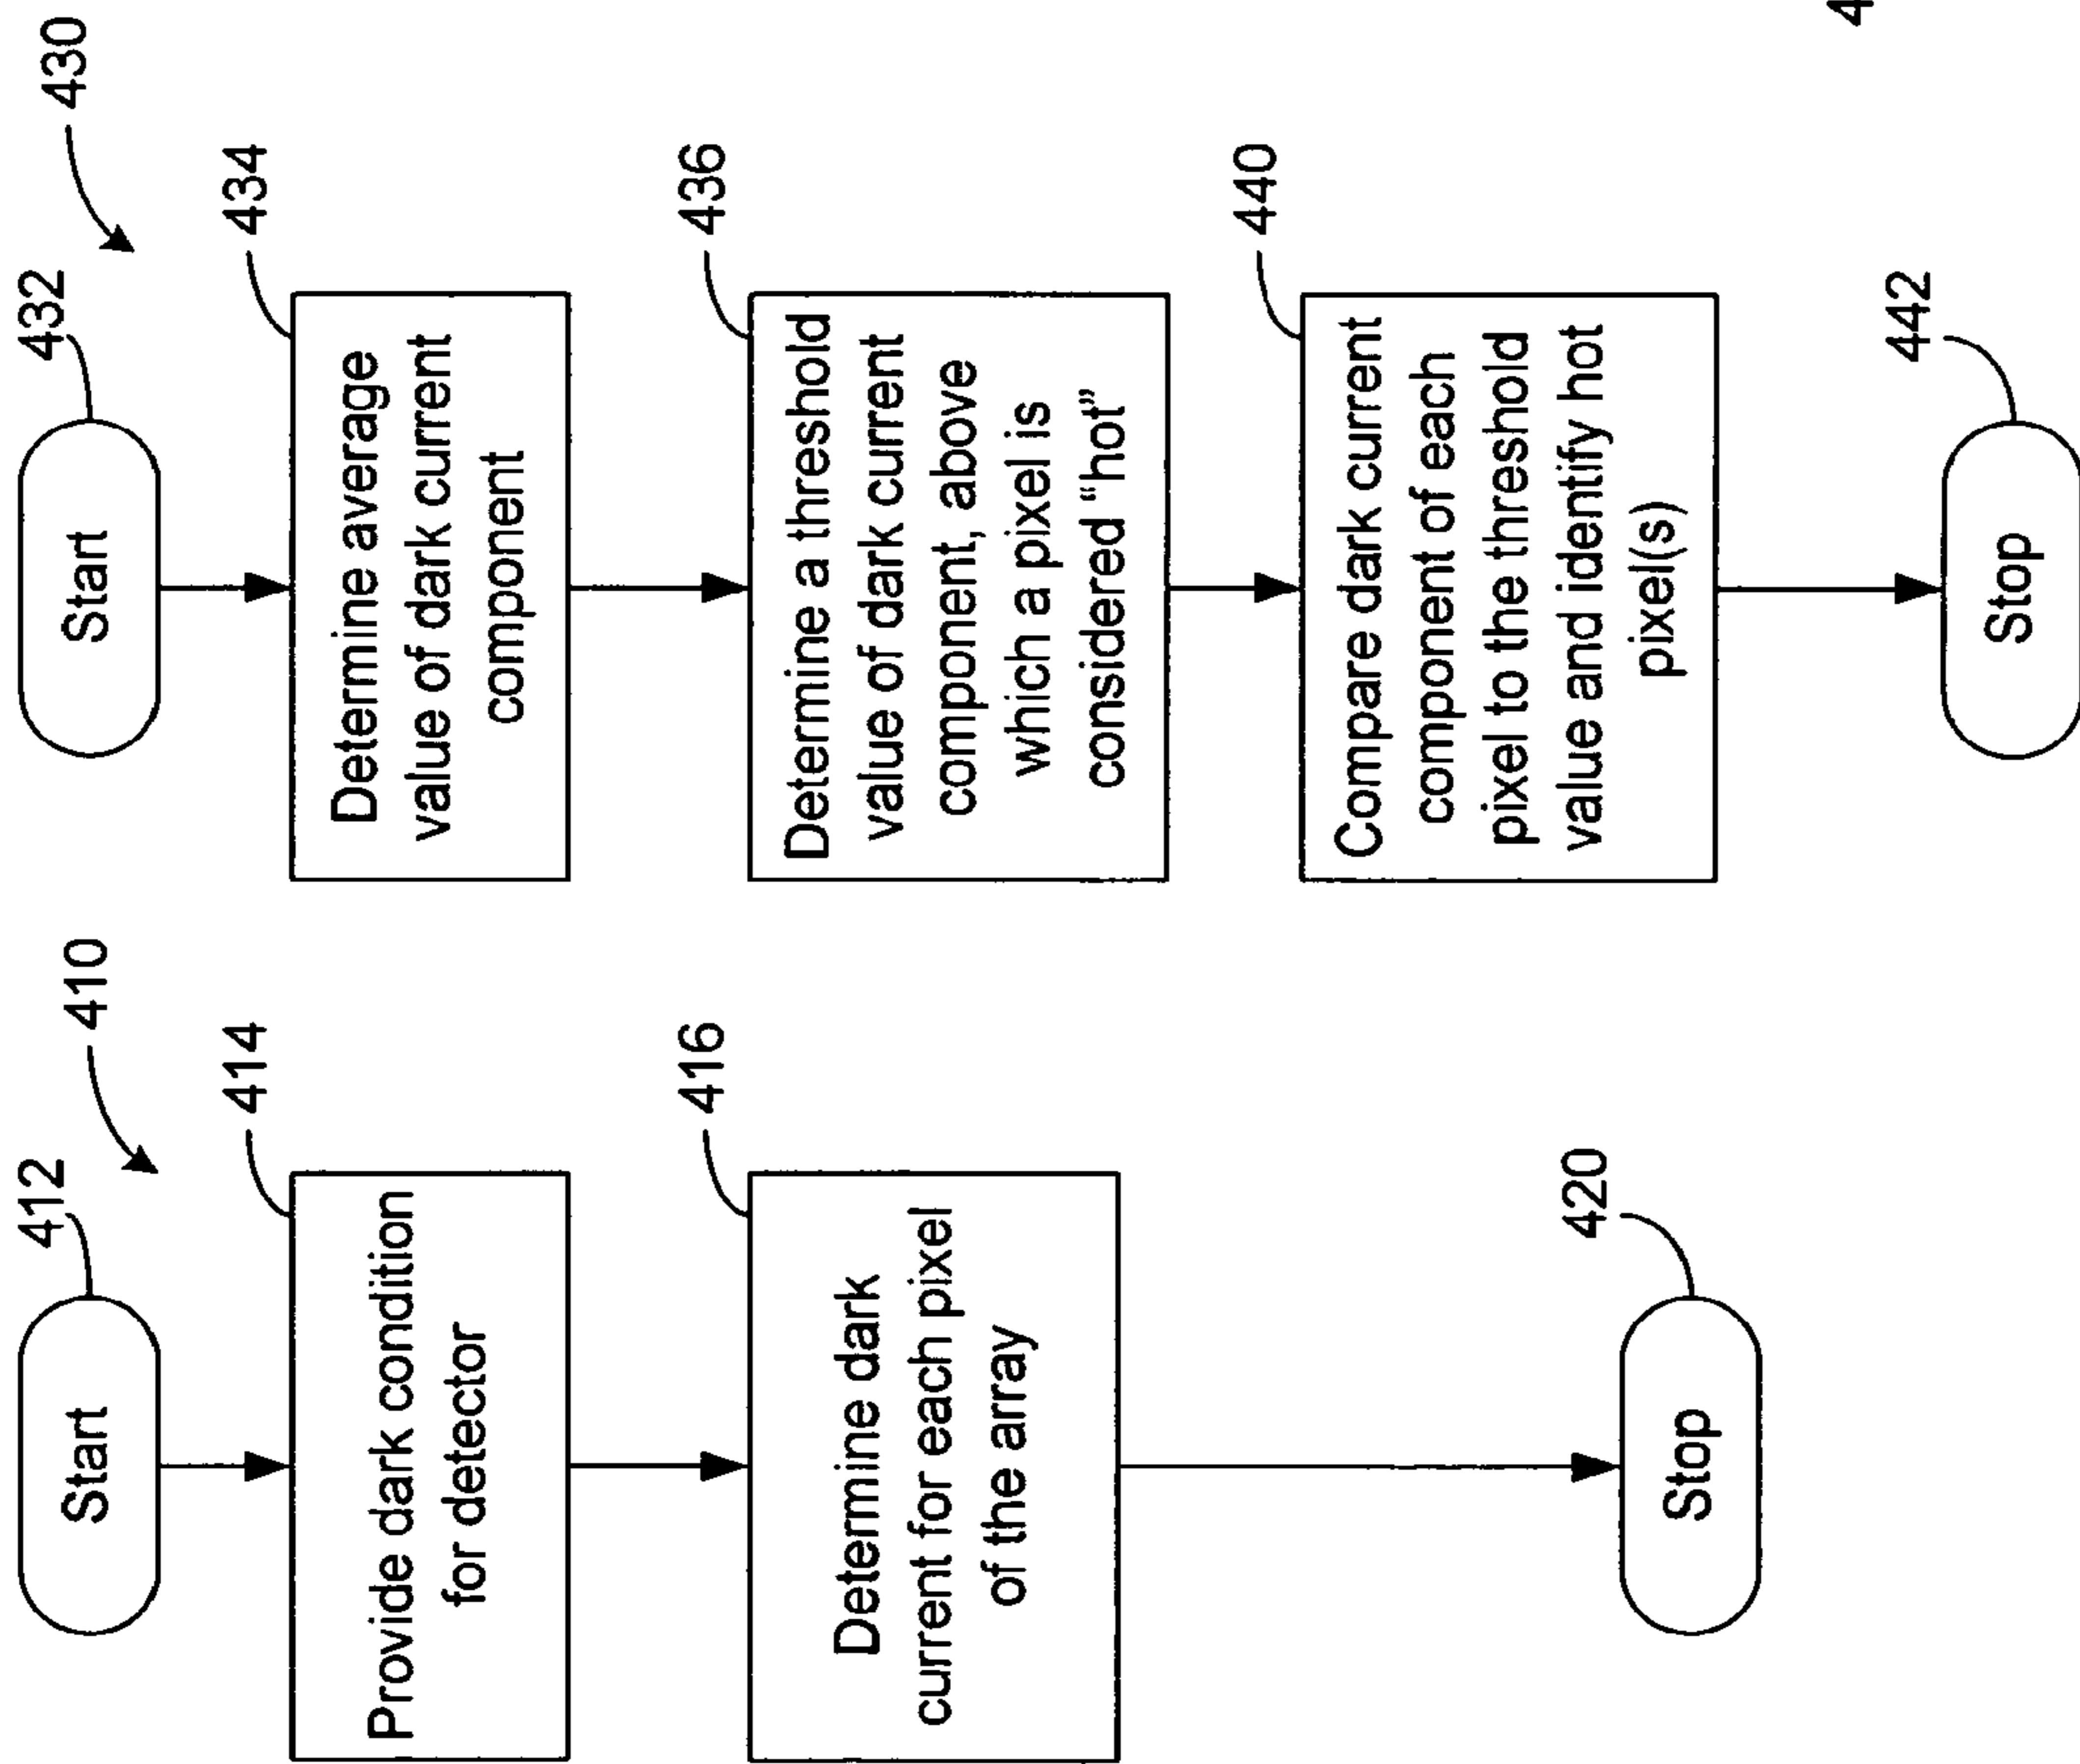 410
412
Start
414
Provide dark condition
for detector
416
Determine dark
current for each pixel
of the array
420
Stop
430
432
Start
434
Determine average
value of dark current
component
436
Determine a threshold
value of dark current
component, above
which a pixel is
considered “hot”
440
Compare dark current
component of each
pixel to the threshold
value and identify hot
pixel(s)
442
Stop
4